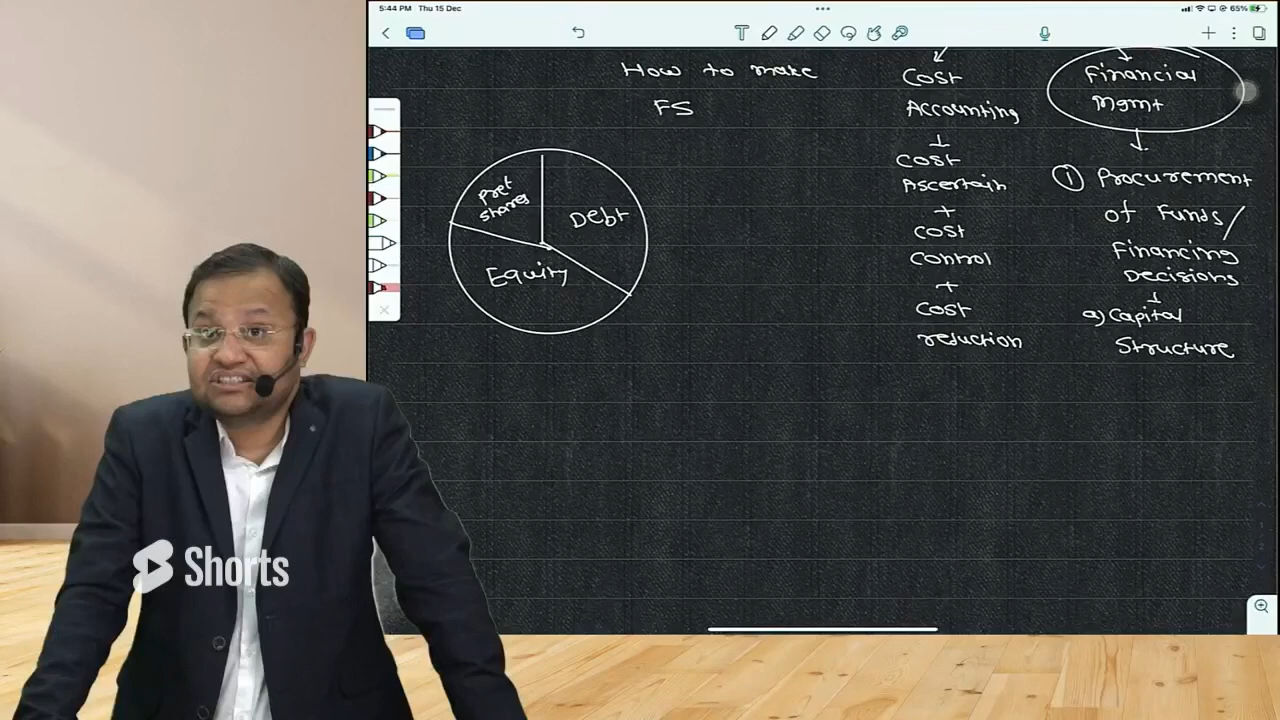 5:44 PM Thu 15 Dec
65%
T
How to make
FS
Pref
shares
Debt
Equity
Cost
Accounting
Cost
Ascertain
+
Cost
control
+
Cost
reduction
Financial
Mgmt
① Procurement
of Funds/
Financing
Decisions
a) Capital
Structure
Shorts